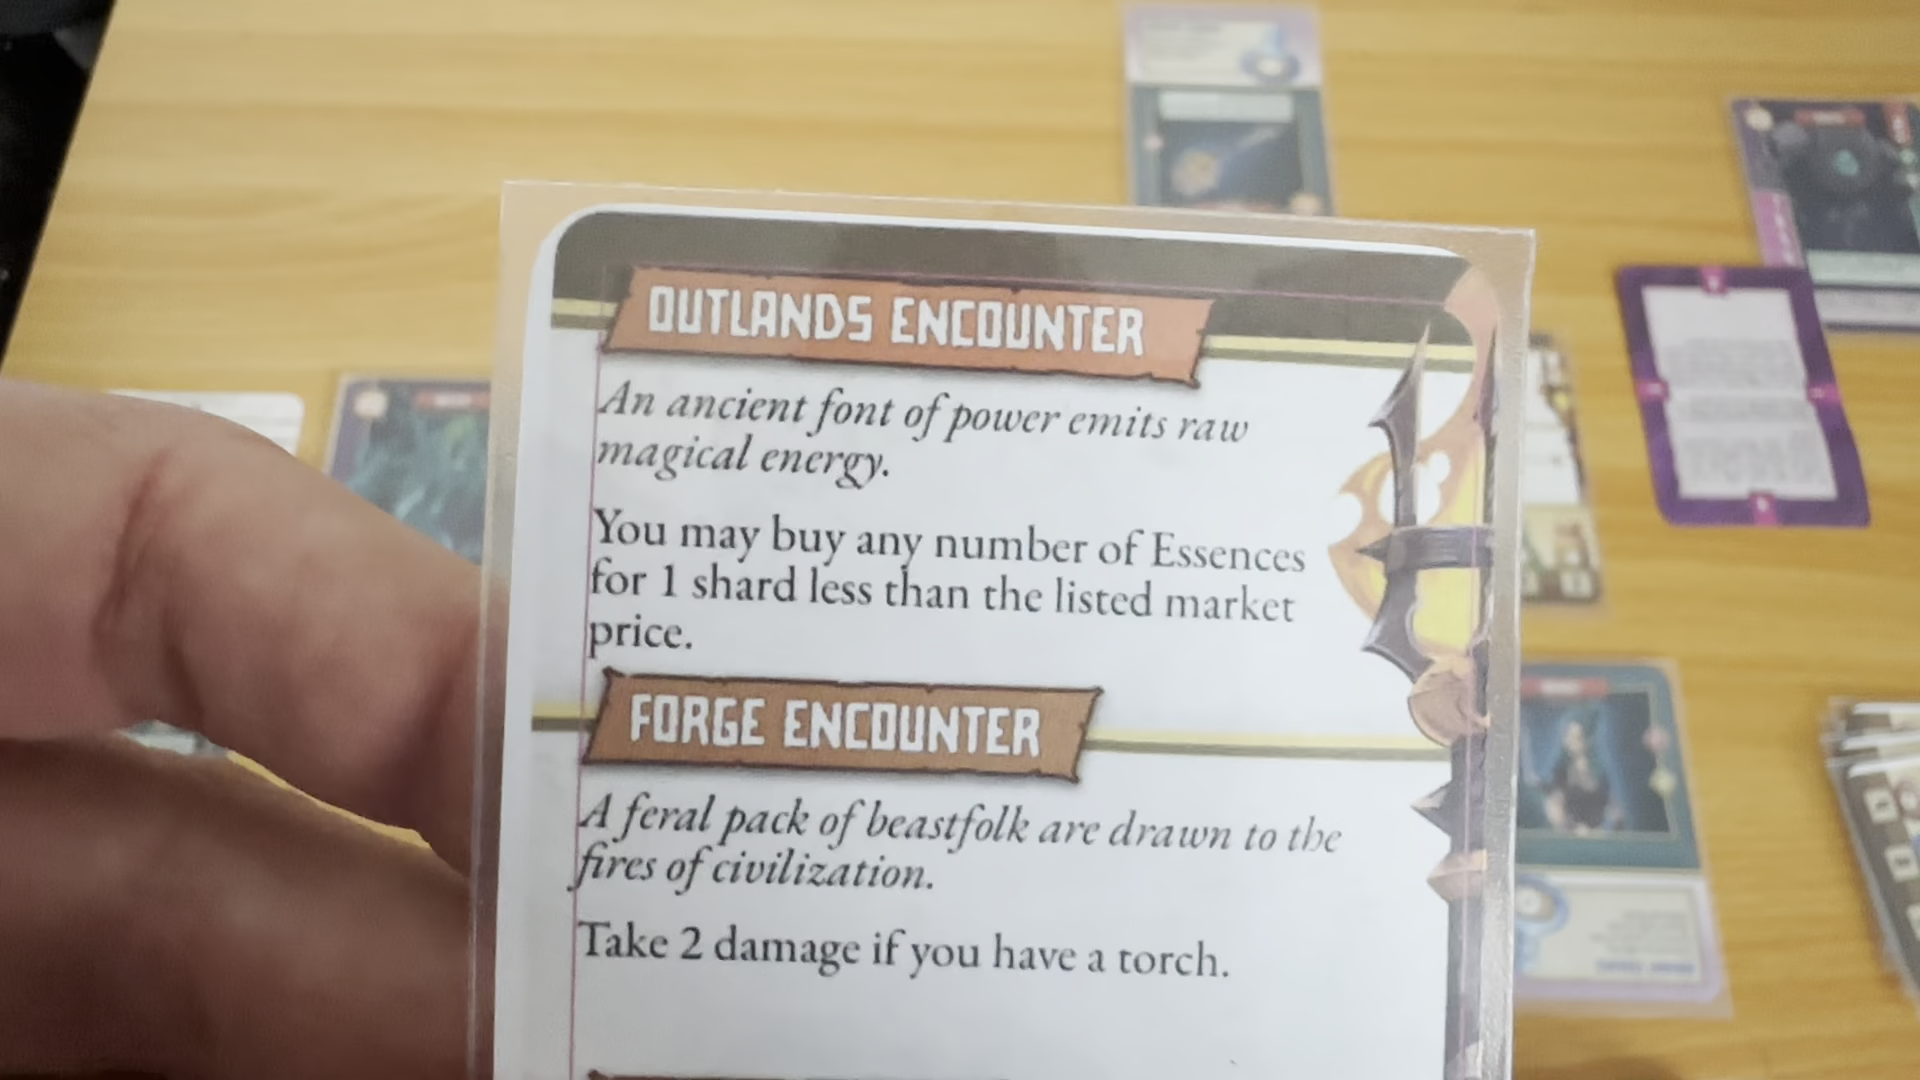 OUTLANDS ENCOUNTER
An ancient font of power emits raw
magical energy.
You may buy any number of Essences
for 1 shard less than the listed market
price.
FORGE ENCOUNTER
A feral pack of beastfolk are drawn to the
fires of civilization.
Take 2 damage if you have a torch.